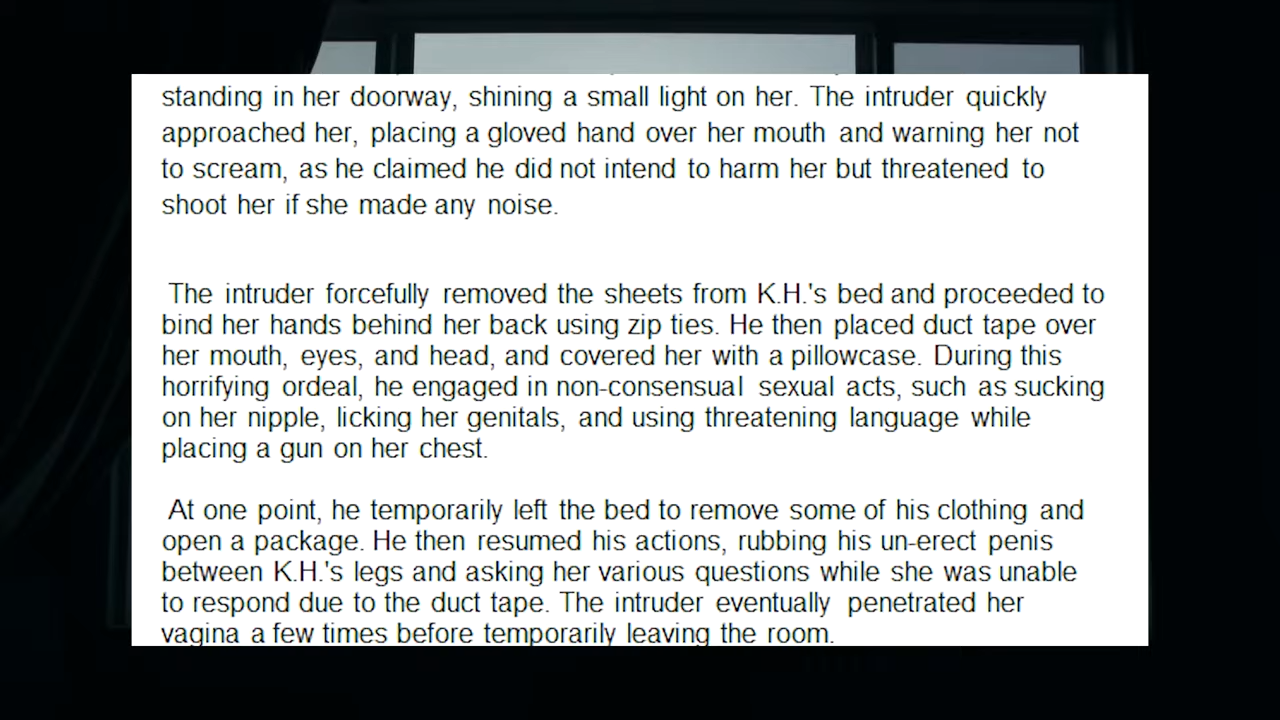 standing in her doorway, shining a small light on her. The intruder quickly
approached her, placing a gloved hand over her mouth and warning her not
to scream, as he claimed he did not intend to harm her but threatened to
shoot her if she made any noise.
The intruder forcefully removed the sheets from K.H.'s bed and proceeded to
bind her hands behind her back using zip ties. He then placed duct tape over
her mouth, eyes, and head, and covered her with a pillowcase. During this
horrifying ordeal, he engaged in non-consensual sexual acts, such as sucking
on her nipple, licking her genitals, and using threatening language while
placing a gun on her chest.
At one point, he temporarily left the bed to remove some of his clothing and
open a package. He then resumed his actions, rubbing his un-erect penis
between K.H.'s legs and asking her various questions while she was unable
to respond due to the duct tape. The intruder eventually penetrated her
vagina a few times before temporarily leaving the room.